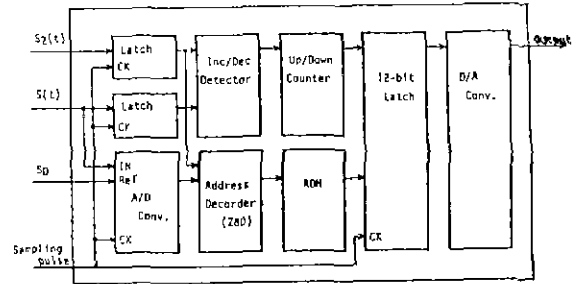 S2(t)
Latch
CK
Inc/Dec
Detector
Up/Down
Counter
12-bit
Latch
D/A
Conv.
Output
S(t)
Latch
CK
SD
IN
Ref
A/D
Conv.
CK
Address
Decorder
(Z80)
ROM
CK
Sampling
pulse